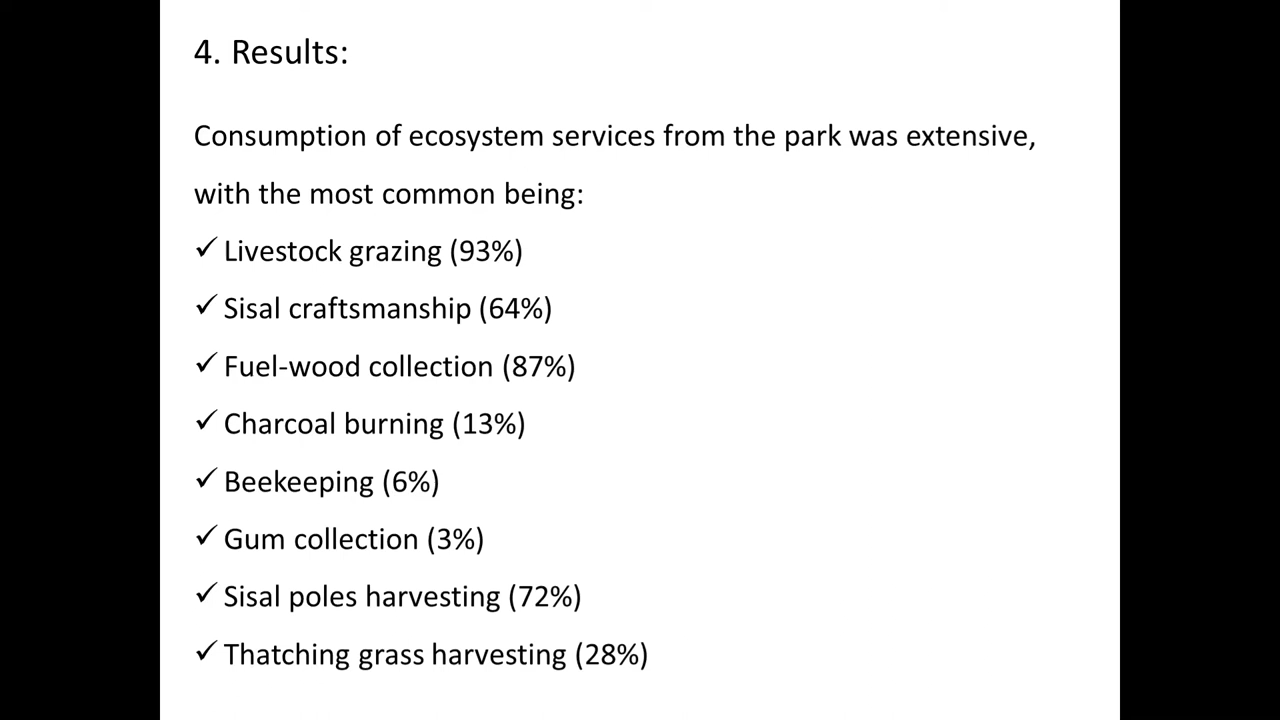 4. Results:
Consumption of ecosystem services from the park was extensive,
with the most common being:
✓ Livestock grazing (93%)
✓ Sisal craftsmanship (64%)
✓ Fuel-wood collection (87%)
✓ Charcoal burning (13%)
✓ Beekeeping (6%)
✓ Gum collection (3%)
✓ Sisal poles harvesting (72%)
✓ Thatching grass harvesting (28%)